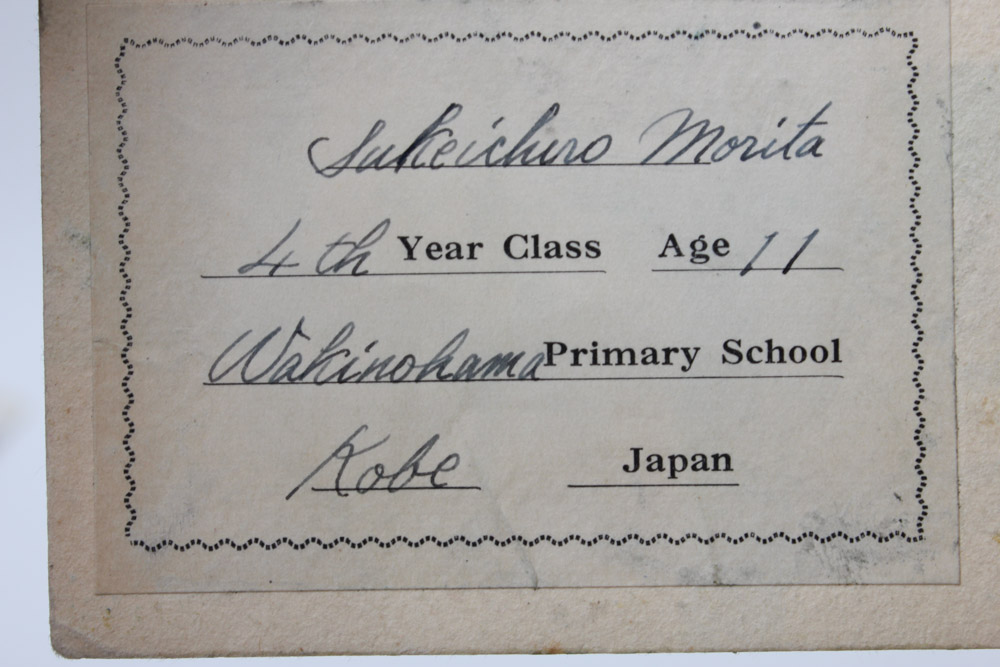 Sukeichiro Morita
4th Year Class Age 11
Wakinohama Primary School
Kobe Japan